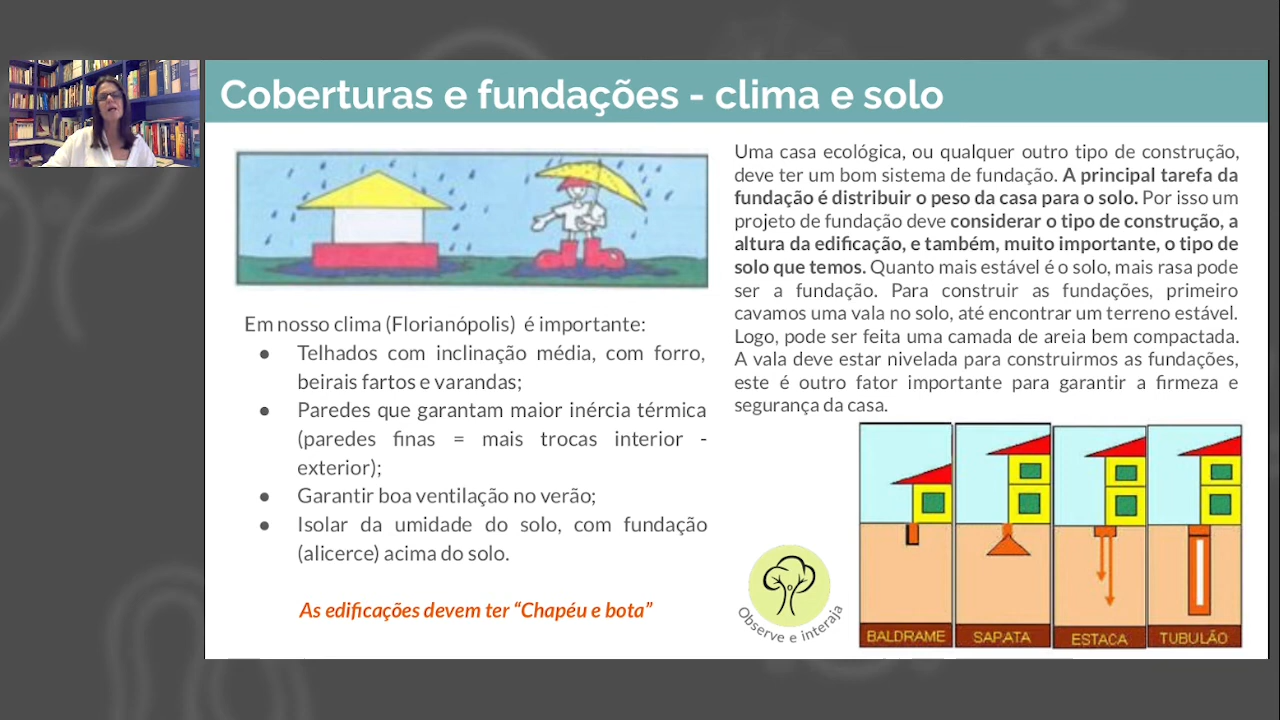 Coberturas e fundações - clima e solo
Em nosso clima (Florianópolis) é importante:
● Telhados com inclinação média, com forro,
beirais fartos e varandas;
● Paredes que garantam maior inércia térmica
(paredes finas = mais trocas interior -
exterior);
● Garantir boa ventilação no verão;
● Isolar da umidade do solo, com fundação
(alicerce) acima do solo.
As edificações devem ter “Chapéu e bota”
Uma casa ecológica, ou qualquer outro tipo de construção,
deve ter um bom sistema de fundação. A principal tarefa da
fundação é distribuir o peso da casa para o solo. Por isso um
projeto de fundação deve considerar o tipo de construção, a
altura da edificação, e também, muito importante, o tipo de
solo que temos. Quanto mais estável é o solo, mais rasa pode
ser a fundação. Para construir as fundações, primeiro
cavamos uma vala no solo, até encontrar um terreno estável.
Logo, pode ser feita uma camada de areia bem compactada.
A vala deve estar nivelada para construirmos as fundações,
este é outro fator importante para garantir a firmeza e
segurança da casa.
Observe e interaja
BALDRAME
SAPATA
ESTACA
TUBULÃO